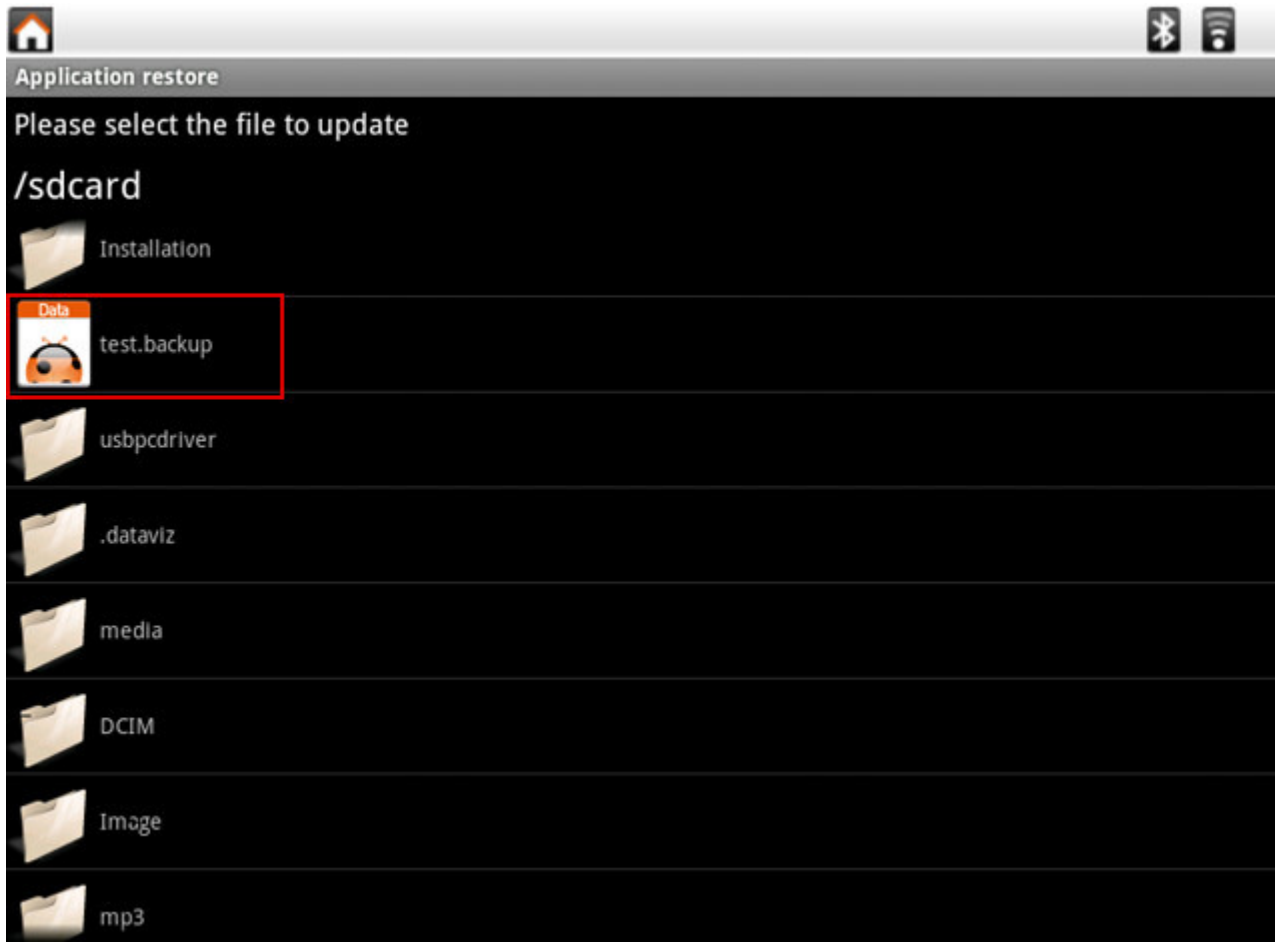 Application restore
Please select the file to update
/sdcard
Installation
Data
test.backup
usbpcdriver
.dataviz
media
DCIM
Image
mp3